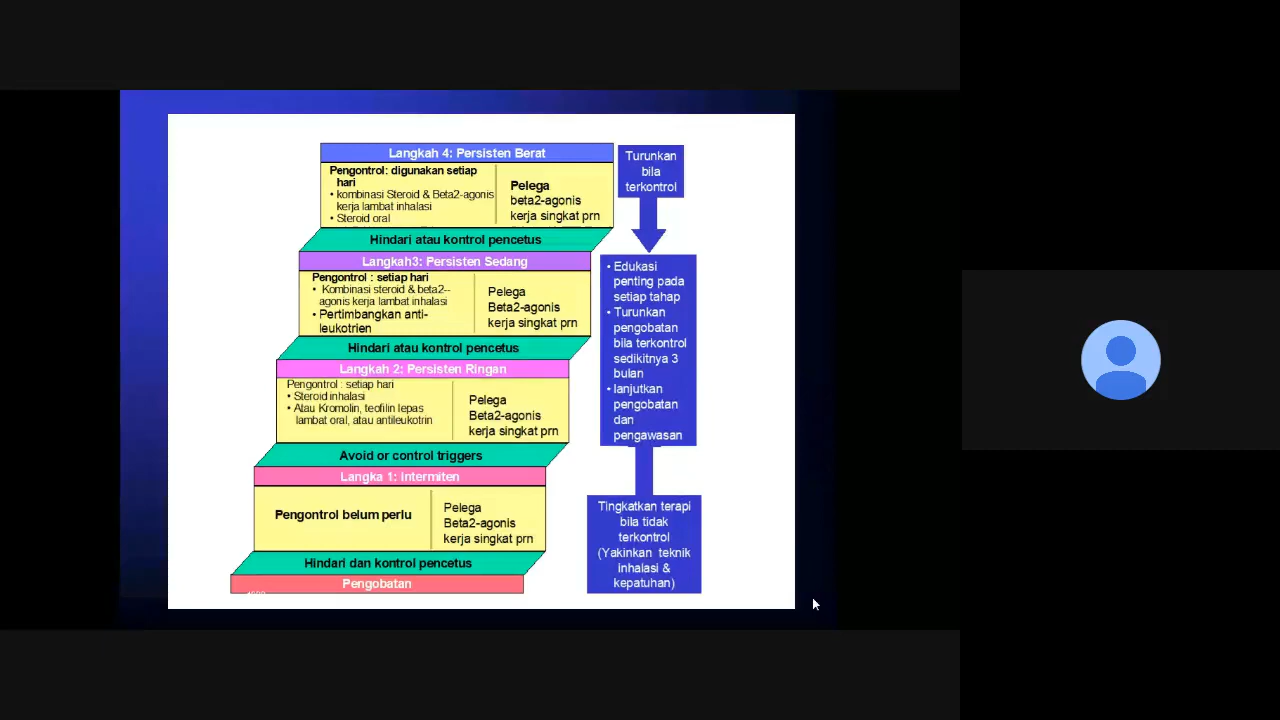 Langkah 4: Persisten Berat
Pengontrol: digunakan setiap
hari
• kombinasi Steroid & Beta2-agonis
kerja lambat inhalasi
• Steroid oral
Pelega
beta2-agonis
kerja singkat prn
Hindari atau kontrol pencetus
Langkah3: Persisten Sedang
Pengontrol : setiap hari
• Kombinasi steroid & beta2--
agonis kerja lambat inhalasi
• Pertimbangkan anti-
leukotrien
Pelega
Beta2-agonis
kerja singkat prn
Hindari atau kontrol pencetus
Langkah 2: Persisten Ringan
Pengontrol : setiap hari
• Steroid inhalasi
• Atau Kromolin, teofilin lepas
lambat oral, atau antileukotrin
Pelega
Beta2-agonis
kerja singkat prn
Avoid or control triggers
Langka 1: Intermiten
Pengontrol belum perlu
Pelega
Beta2-agonis
kerja singkat prn
Hindari dan kontrol pencetus
Pengobatan
Turunkan
bila
terkontrol
• Edukasi
penting pada
setiap tahap
• Turunkan
pengobatan
bila terkontrol
sedikitnya 3
bulan
• lanjutkan
pengobatan
dan
pengawasan
Tingkatkan terapi
bila tidak
terkontrol
(Yakinkan teknik
inhalasi &
kepatuhan)